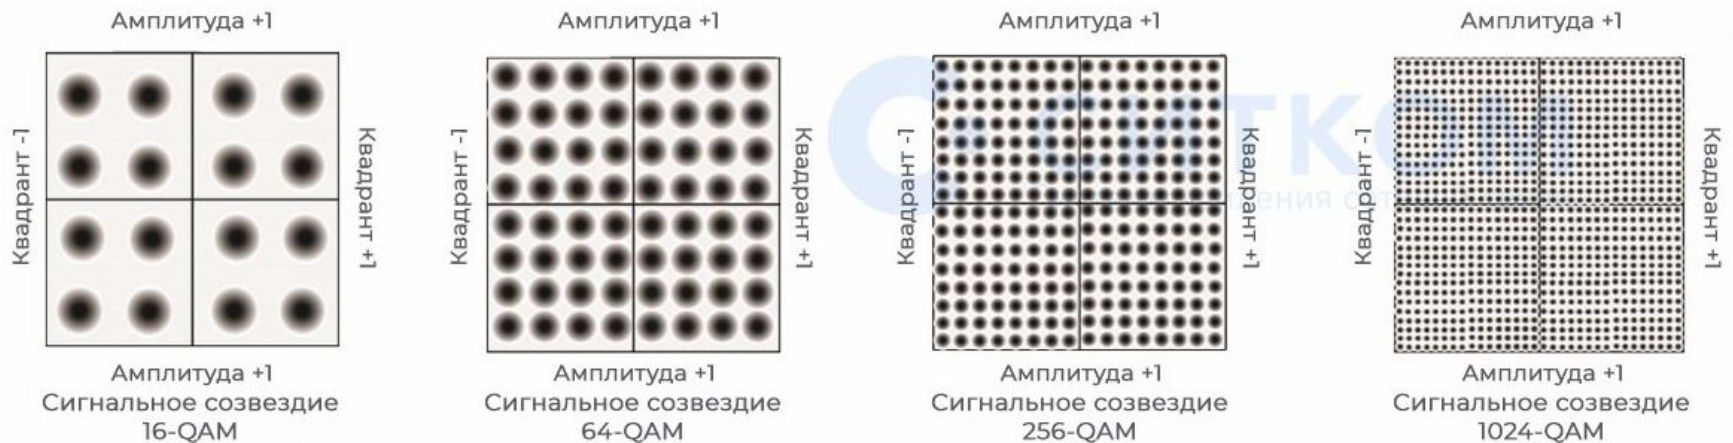 Амплитуда +1
Квадрант -1
Квадрант +1
Амплитуда +1
Сигнальное созвездие
16-QAM
Амплитуда +1
Квадрант -1
Квадрант +1
Амплитуда +1
Сигнальное созвездие
64-QAM
Амплитуда +1
Квадрант -1
Квадрант +1
Амплитуда +1
Сигнальное созвездие
256-QAM
Амплитуда +1
Квадрант -1
Квадрант +1
Амплитуда +1
Сигнальное созвездие
1024-QAM